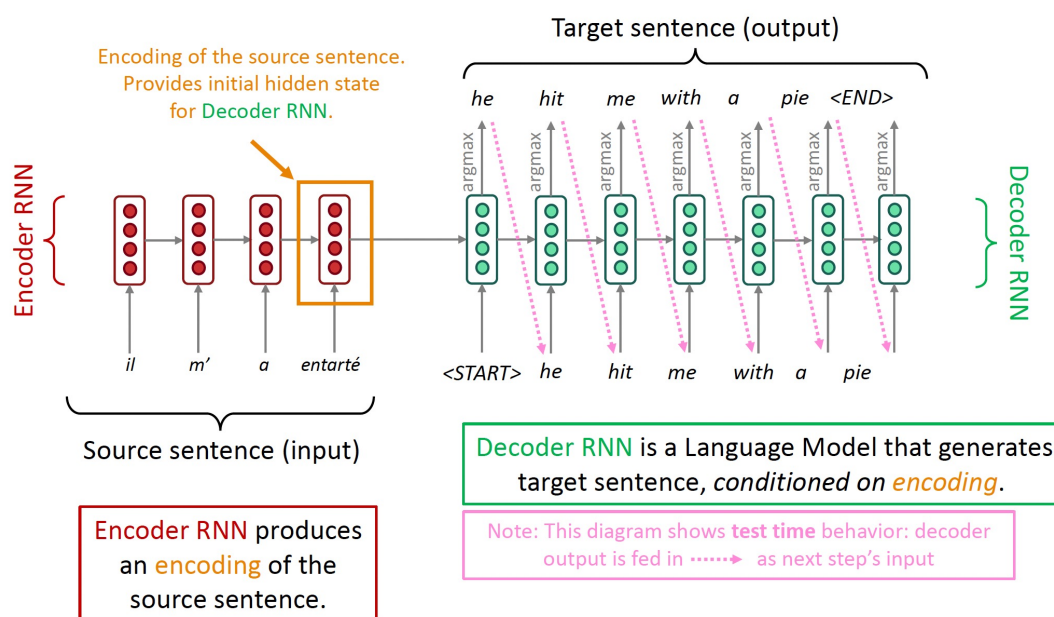 Target sentence (output)
Encoding of the source sentence.
Provides initial hidden state
for Decoder RNN.
he hit me with a pie <END>
argmax argmax argmax argmax argmax argmax argmax
Encoder RNN
Decoder RNN
il m’ a entarté
<START> he hit me with a pie
Source sentence (input)
Decoder RNN is a Language Model that generates
target sentence, conditioned on encoding.
Encoder RNN produces
an encoding of the
source sentence.
Note: This diagram shows test time behavior: decoder
output is fed in as next step’s input